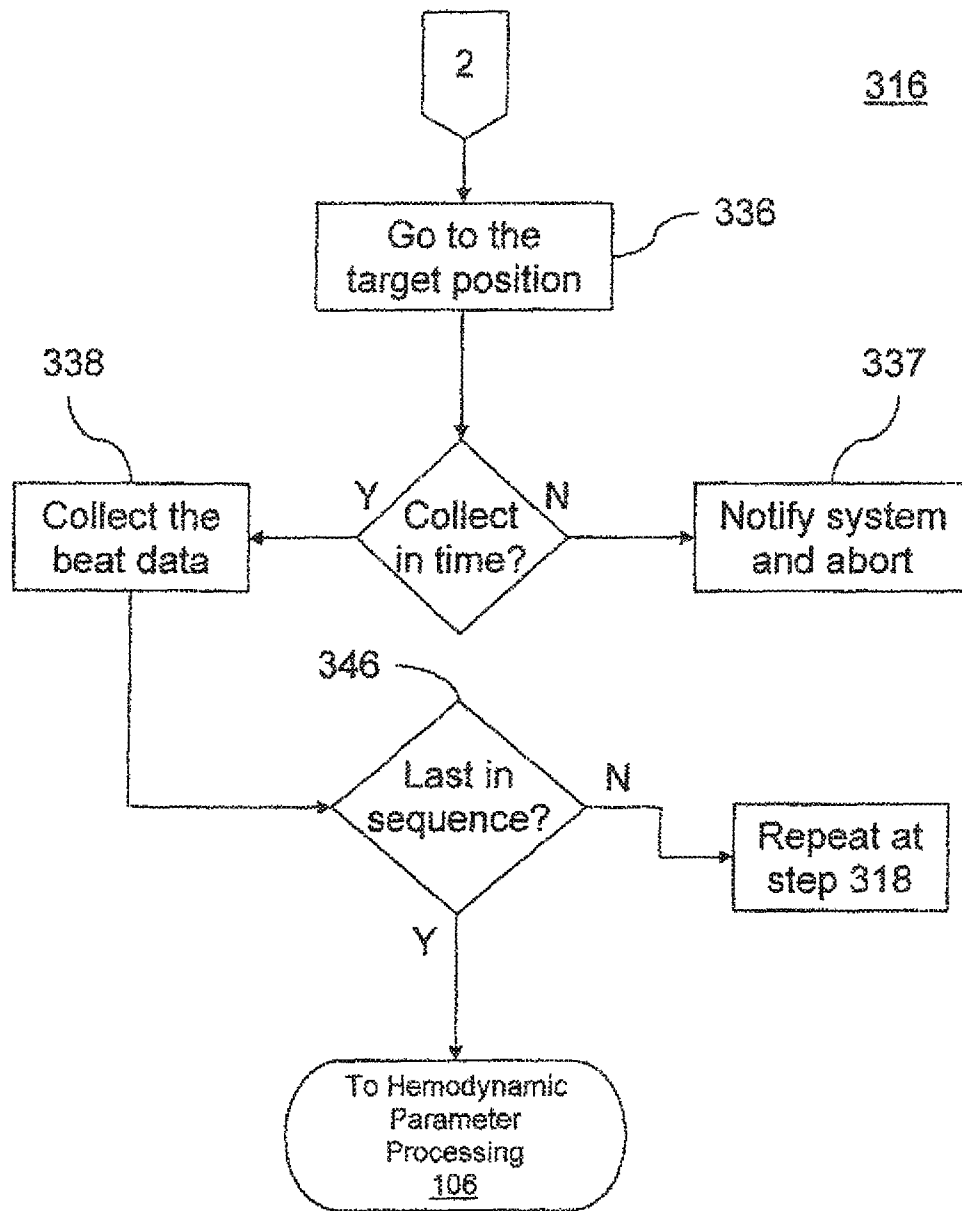 2
316
Go to the
target position
336
338
337
Collect the
beat data
Y
Collect
in time?
N
Notify system
and abort
346
Last in
sequence?
N
Repeat at
step 318
Y
To Hemodynamic
Parameter
Processing
106